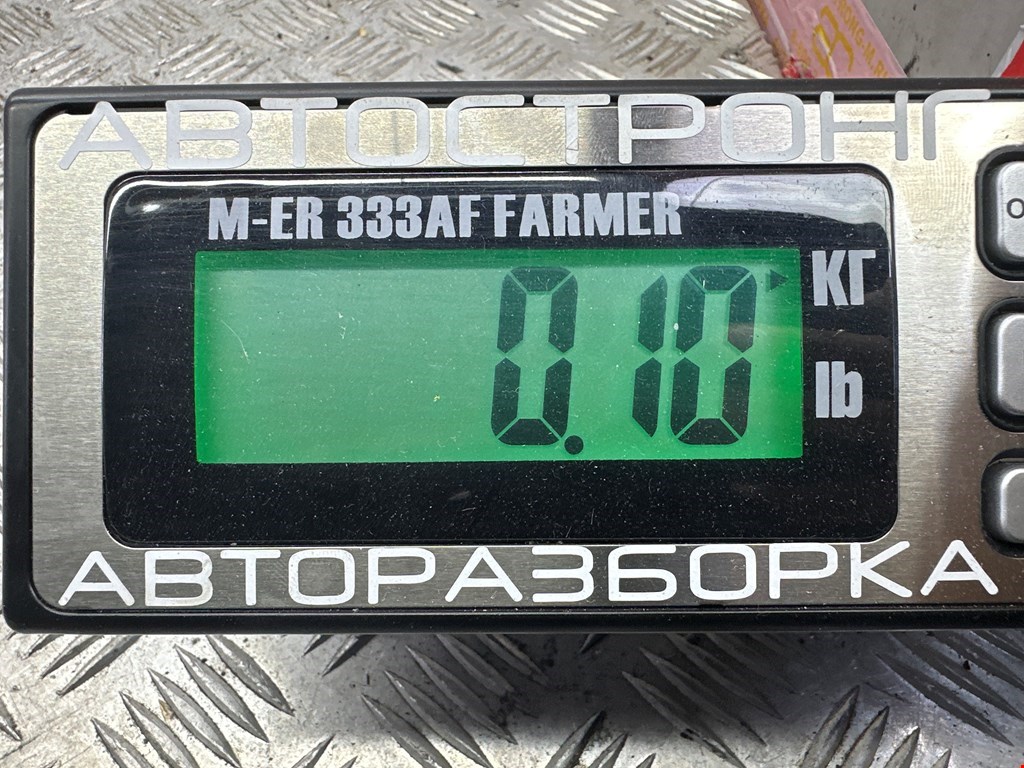 АВТОСТРОНГ
M-ER 333AF FARMER
0.10
КГ
lb
АВТОРАЗБОРКА